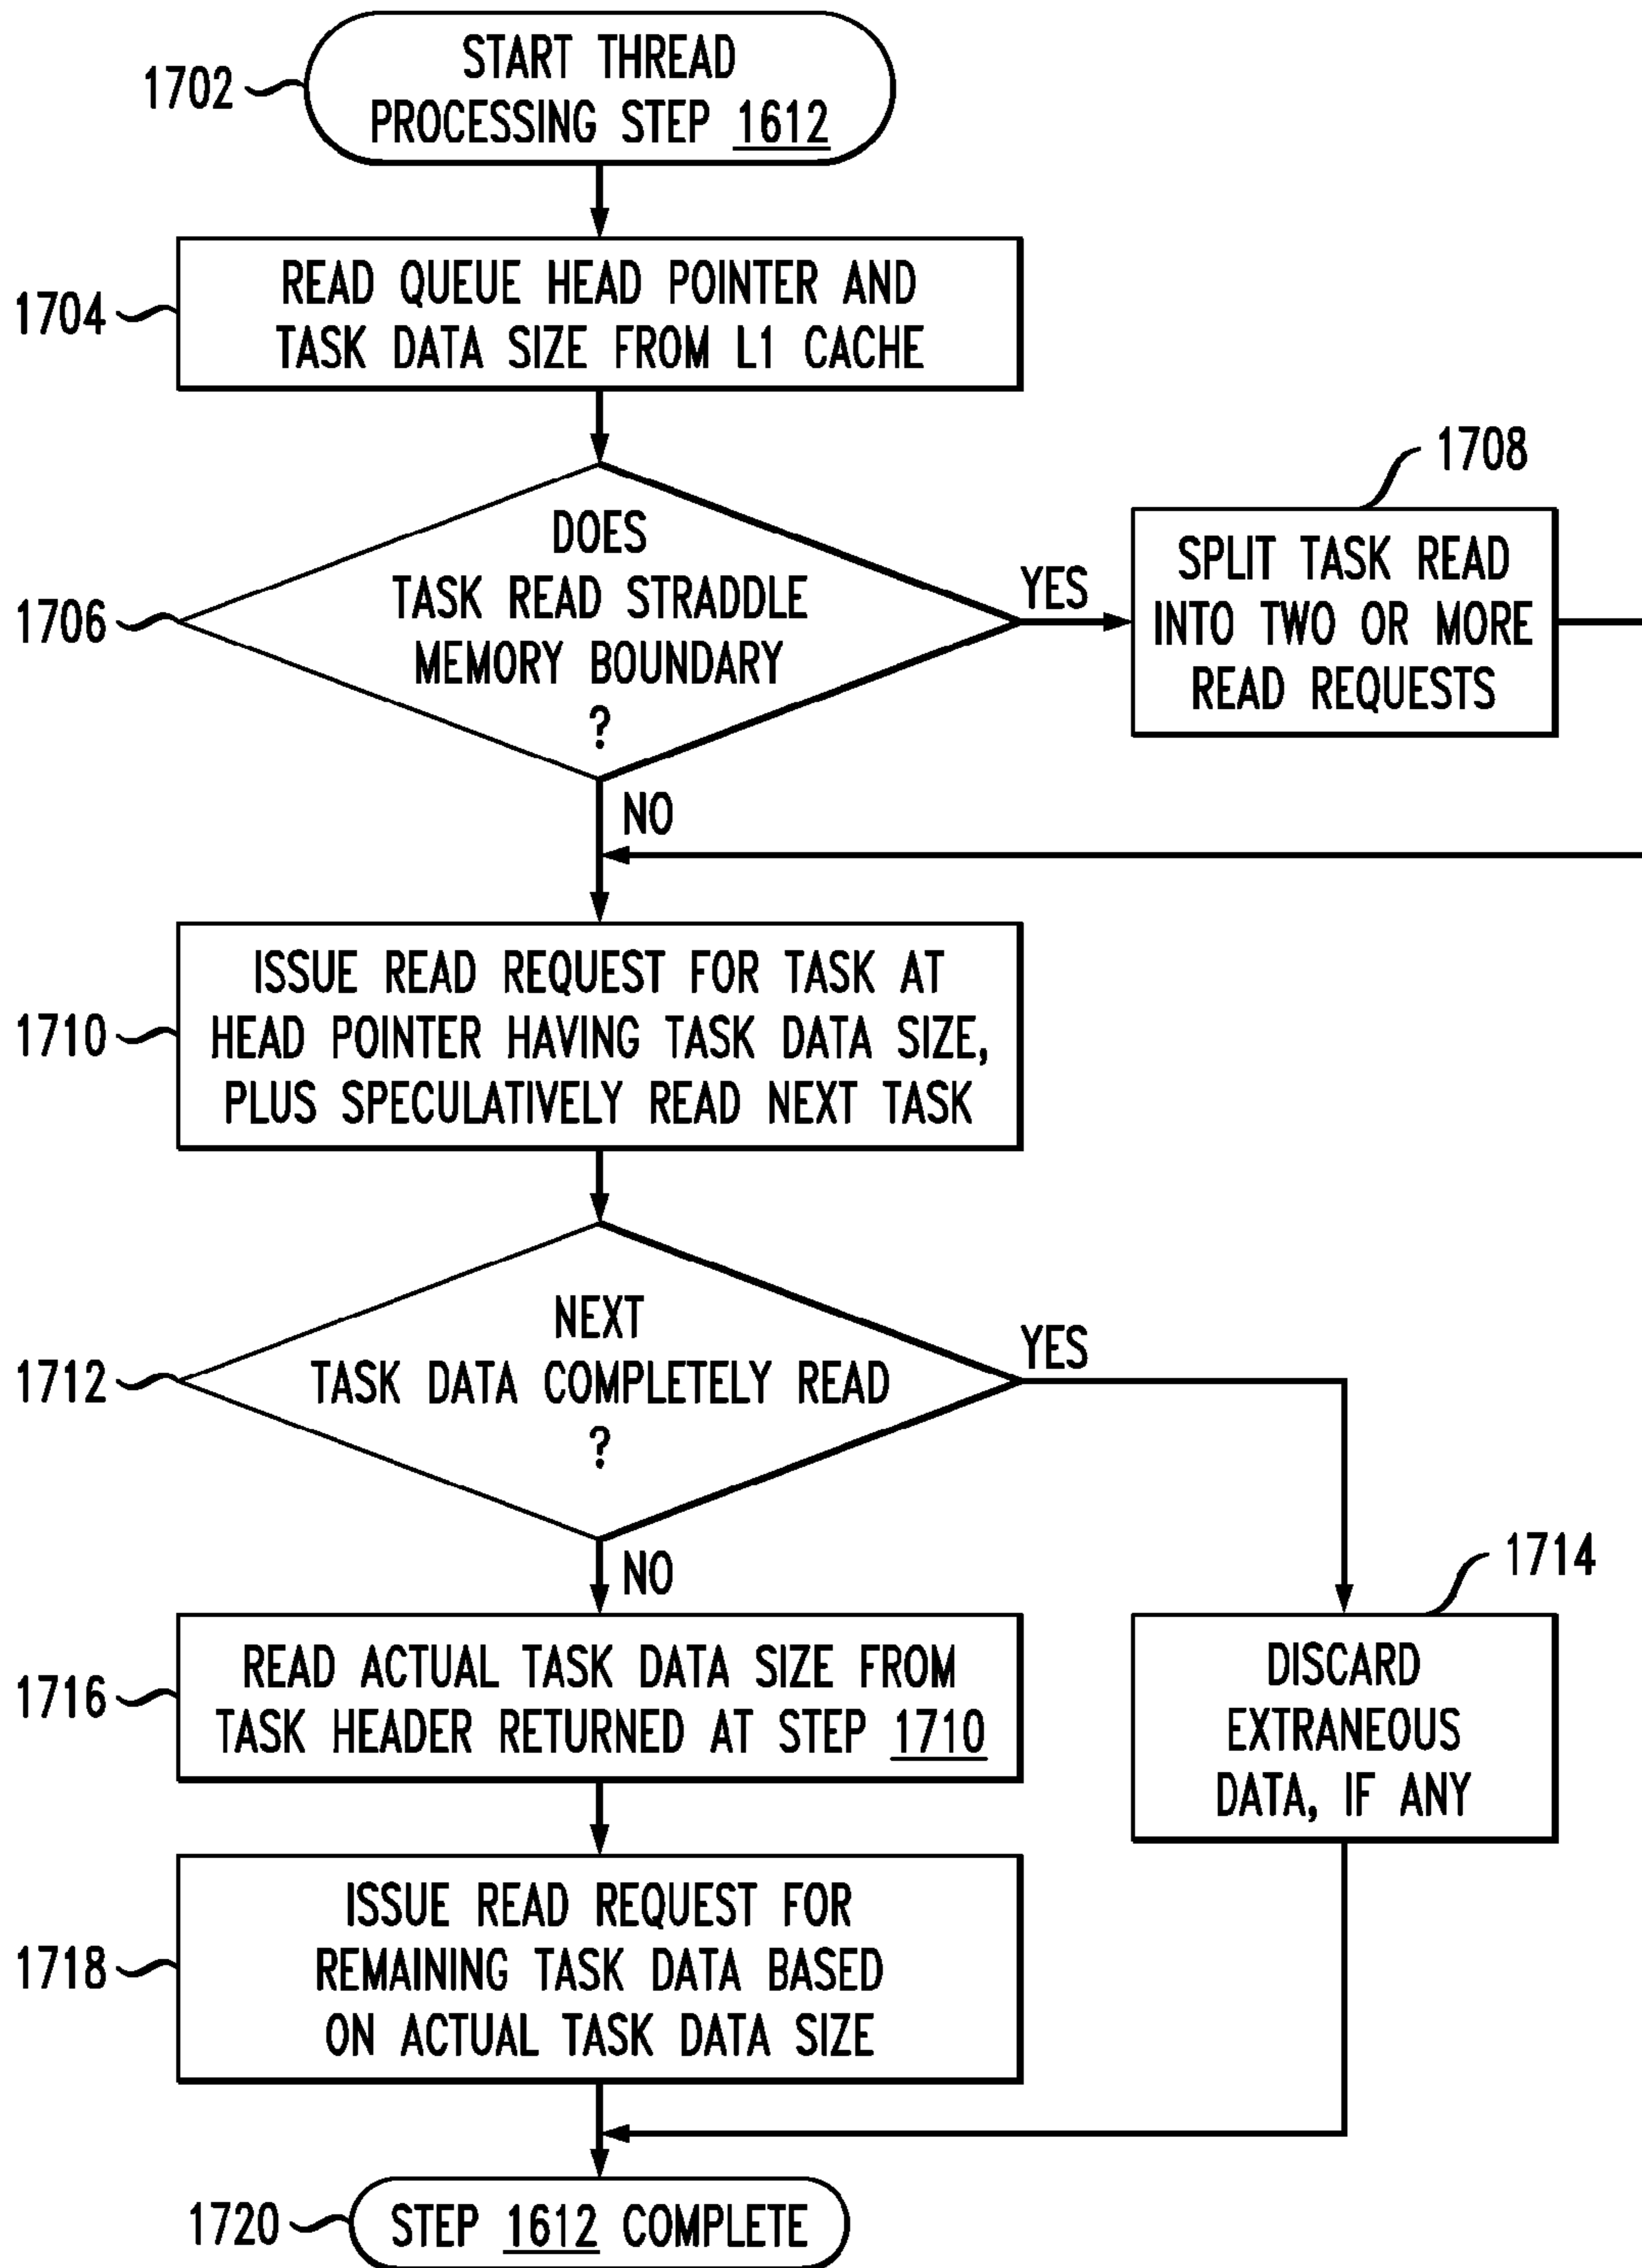 1702
START THREAD
PROCESSING STEP 1612
1704
READ QUEUE HEAD POINTER AND
TASK DATA SIZE FROM L1 CACHE
1706
DOES
TASK READ STRADDLE
MEMORY BOUNDARY
?
YES
1708
SPLIT TASK READ
INTO TWO OR MORE
READ REQUESTS
NO
1710
ISSUE READ REQUEST FOR TASK AT
HEAD POINTER HAVING TASK DATA SIZE,
PLUS SPECULATIVELY READ NEXT TASK
1712
NEXT
TASK DATA COMPLETELY READ
?
YES
NO
1714
DISCARD
EXTRANEOUS
DATA, IF ANY
1716
READ ACTUAL TASK DATA SIZE FROM
TASK HEADER RETURNED AT STEP 1710
1718
ISSUE READ REQUEST FOR
REMAINING TASK DATA BASED
ON ACTUAL TASK DATA SIZE
1720
STEP 1612 COMPLETE